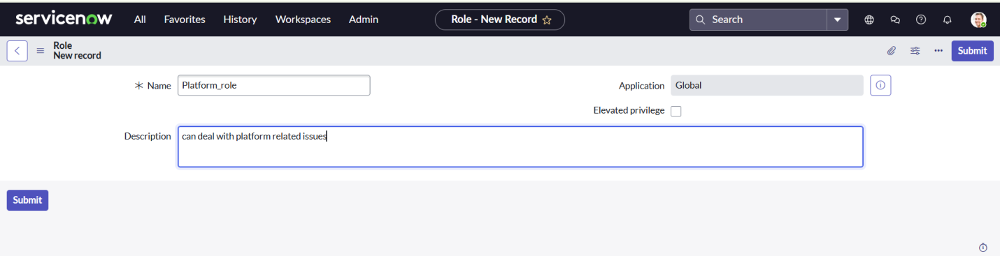 servicenow All Favorites History Workspaces Admin Role - New Record Search
Role
New record Submit
Name Platform_role Application Global
Elevated privilege
Description can deal with platform related issues
Submit